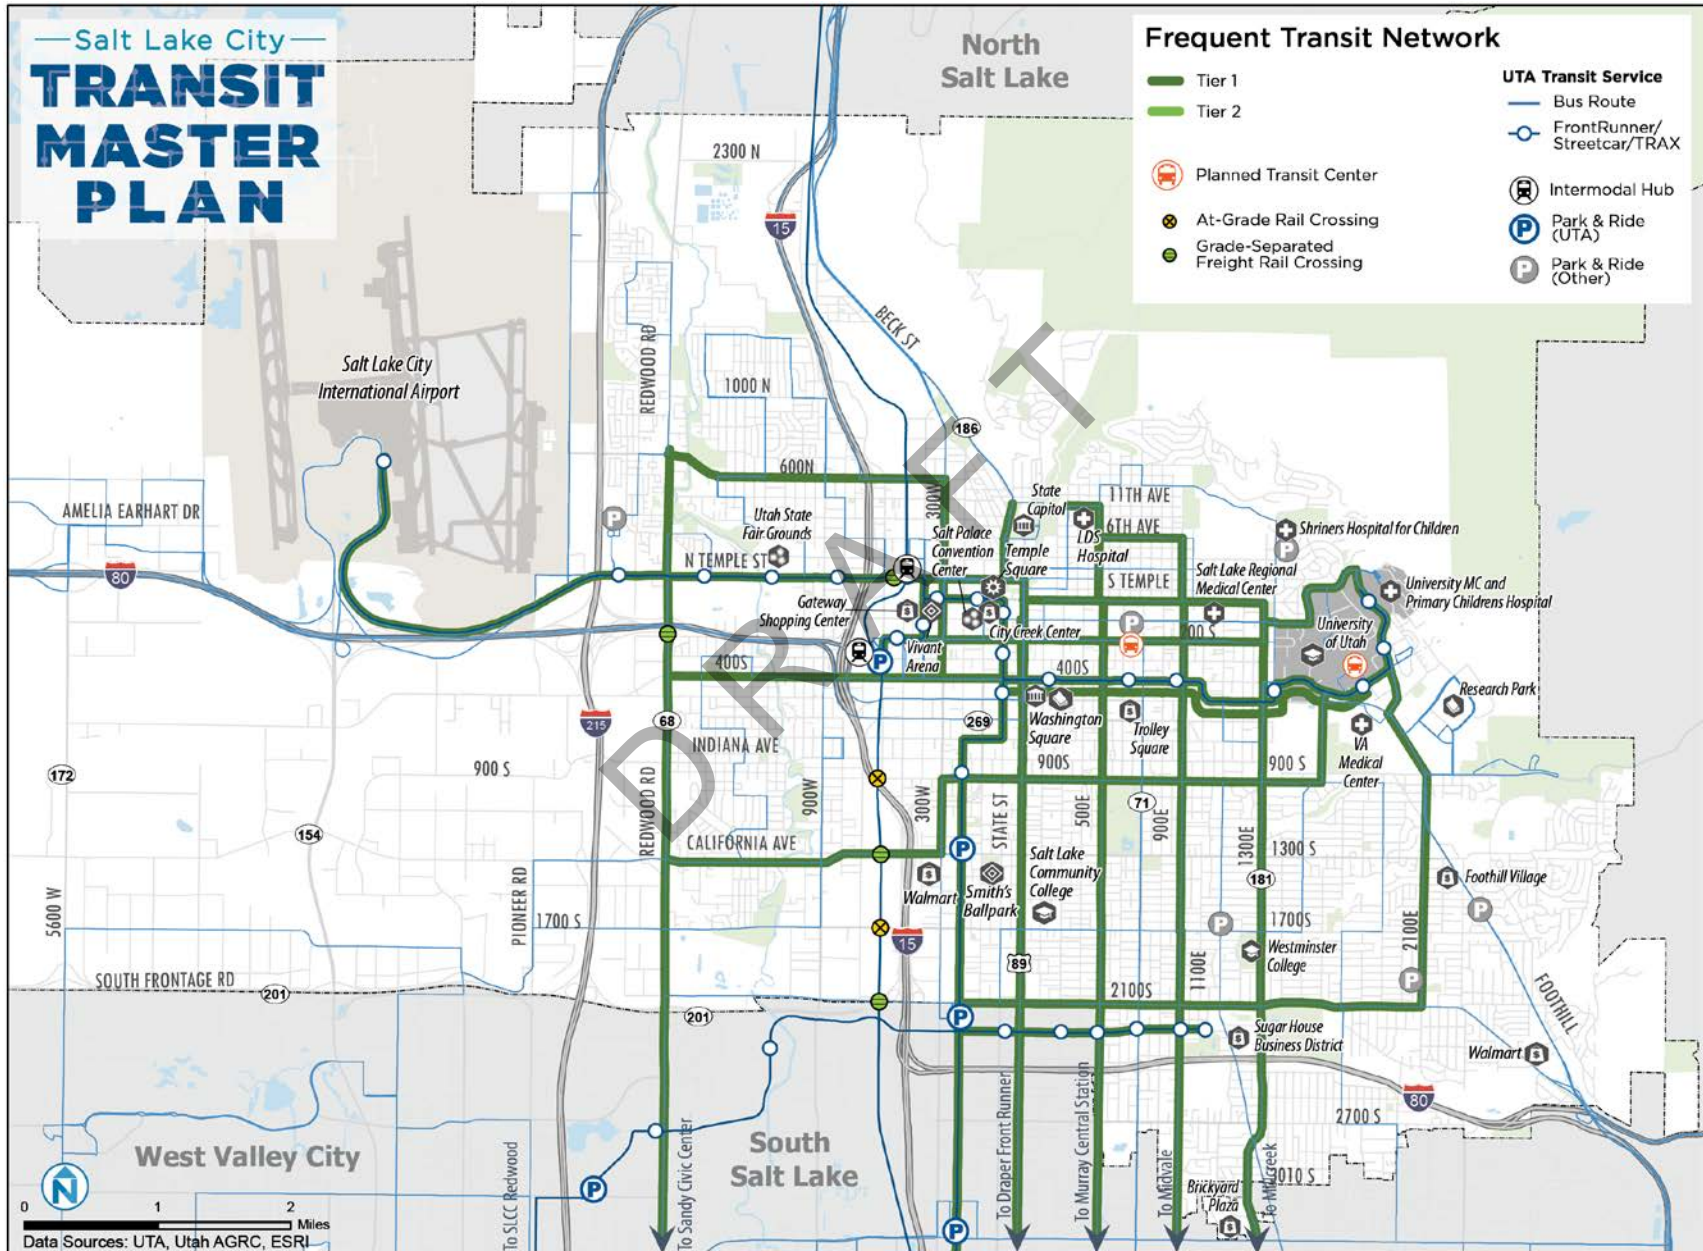 Salt Lake City
TRANSIT
MASTER
PLAN
North
Salt Lake
Frequent Transit Network
Tier 1
Tier 2
Planned Transit Center
At-Grade Rail Crossing
Grade-Separated
Freight Rail Crossing
UTA Transit Service
Bus Route
FrontRunner/
Streetcar/TRAX
Intermodal Hub
Park & Ride
(UTA)
Park & Ride
(Other)
2300 N
15
BECK ST
REDWOOD RD
Salt Lake City
International Airport
1000 N
186
600N
300W
State
Capitol
11TH AVE
6TH AVE
LDS
Hospital
Shriners Hospital for Children
AMELIA EARHART DR
Utah State
Fair Grounds
Salt Palace
Convention
Center
Temple
Square
N TEMPLE ST
S TEMPLE
Salt Lake Regional
Medical Center
University MC and
Primary Childrens Hospital
80
Gateway
Shopping Center
City Creek Center
200 S
University
of Utah
Vivant
Arena
400S
400S
Research Park
68
215
269
Washington
Square
Trolley
Square
VA
Medical
Center
INDIANA AVE
172
900 S
900S
900 S
900W
300W
STATE ST
500E
71
900E
1300E
154
REDWOOD RD
CALIFORNIA AVE
1300 S
5600 W
PIONEER RD
Walmart
Smith's
Ballpark
Salt Lake
Community
College
181
Foothill Village
1700 S
15
1700S
2100E
89
1100E
Westminster
College
SOUTH FRONTAGE RD
201
201
2100S
FOOTHILL
Sugar House
Business District
Walmart
80
2700 S
West Valley City
South
Salt Lake
To SLCC Redwood
To Sandy Civic Center
To Draper Front Runner
To Murray Central Station
To Midvale
To Millcreek
3010 S
Brickyard
Plaza
N
0 1 2
Miles
Data Sources: UTA, Utah AGRC, ESRI
DRAFT
P
P
P
P
P
P
P
P
P
P
P
P